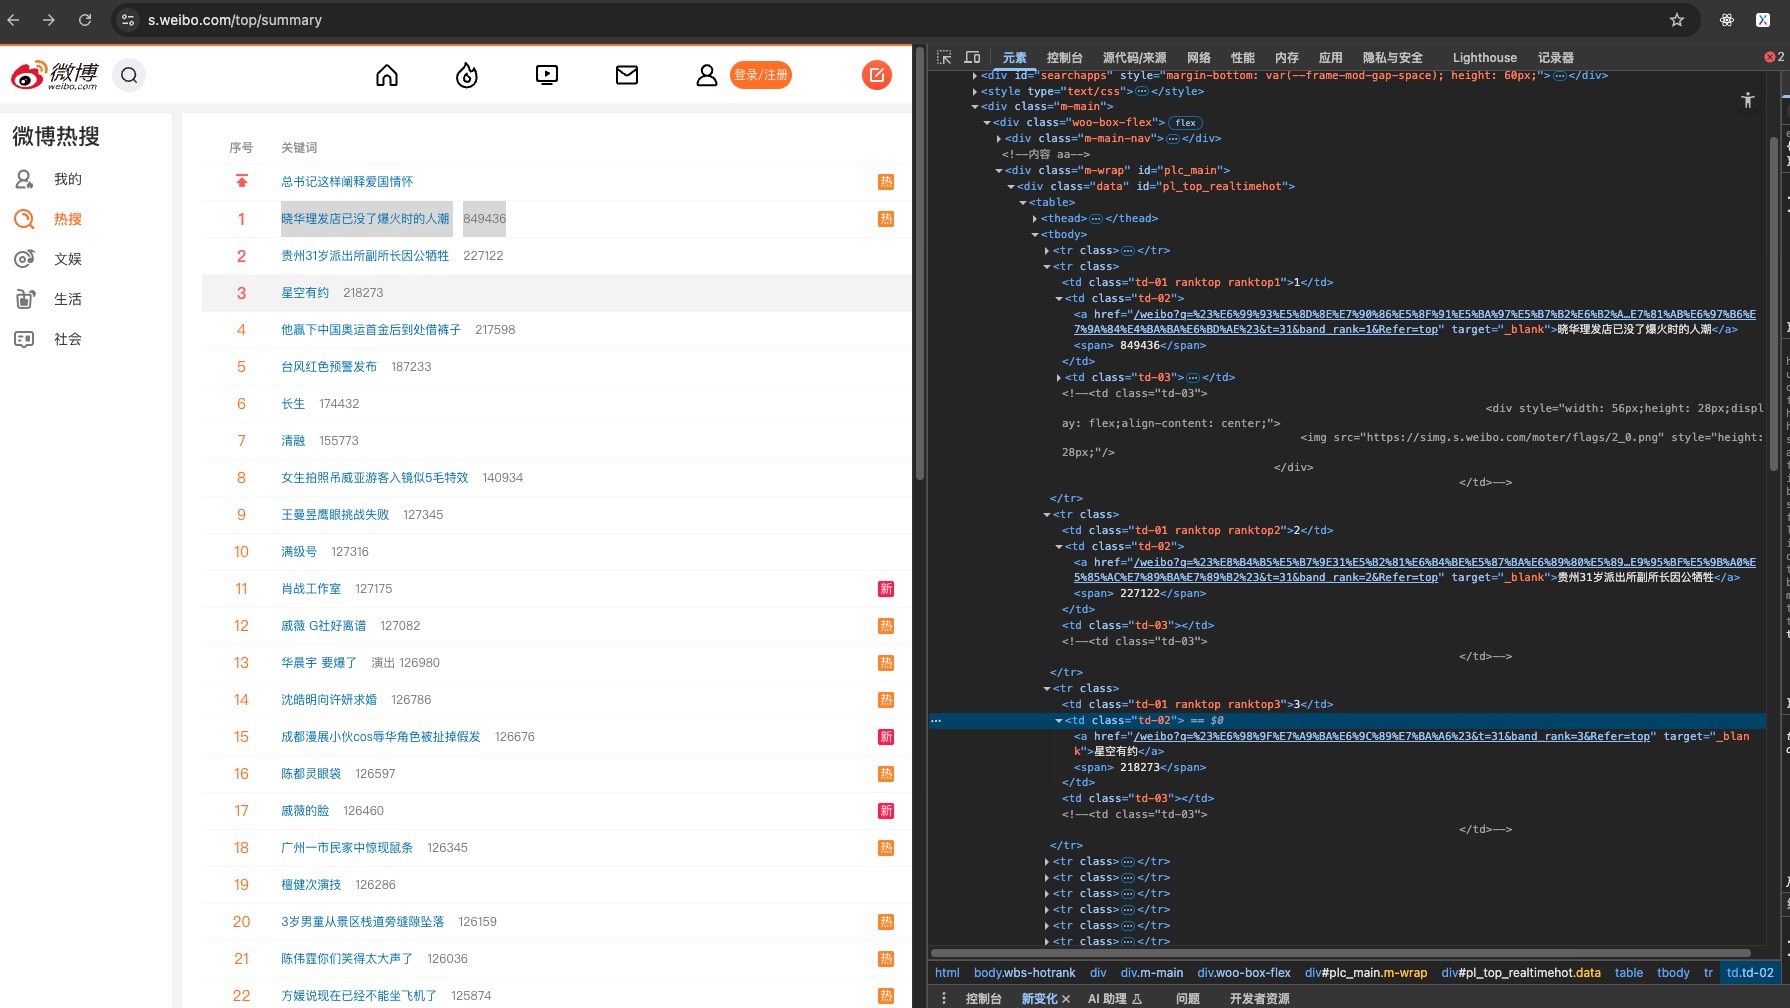 s.weibo.com/top/summary
微博
weibo.com
登录/注册
微博热搜
我的
热搜
文娱
生活
社会
序号 关键词
总书记这样阐释爱国情怀 热
1 晓华理发店已没了爆火时的人潮 849436 热
2 贵州31岁派出所副所长因公牺牲 227122
3 星空有约 218273
4 他赢下中国奥运首金后到处借裤子 217598
5 台风红色预警发布 187233
6 长生 174432
7 清融 155773
8 女生拍照吊威亚游客入镜似5毛特效 140934
9 王曼昱鹰眼挑战失败 127345
10 满级号 127316
11 肖战工作室 127175 新
12 戚薇 G社好离谱 127082 热
13 华晨宇 要爆了 演出 126980 热
14 沈皓明向许妍求婚 126786 热
15 成都漫展小伙cos辱华角色被扯掉假发 126676 新
16 陈都灵眼袋 126597 热
17 戚薇的脸 126460 新
18 广州一市民家中惊现鼠条 126345 热
19 檀健次演技 126286
20 3岁男童从景区栈道旁缝隙坠落 126159 热
21 陈伟霆你们笑得太大声了 126036 热
22 方媛说现在已经不能坐飞机了 125874 热
元素 控制台 源代码/来源 网络 性能 内存 应用 隐私与安全 Lighthouse 记录器 2
<div id="searchapps" style="margin-bottom: var(--frame-mod-gap-space); height: 60px;">…</div>
<style type="text/css">…</style>
<div class="m-main">
<div class="woo-box-flex"> flex
<div class="m-main-nav">…</div>
<!--内容 aa-->
<div class="m-wrap" id="plc_main">
<div class="data" id="pl_top_realtimehot">
<table>
<thead>…</thead>
<tbody>
<tr class>…</tr>
<tr class>
<td class="td-01 ranktop ranktop1">1</td>
<td class="td-02">
<a href="/weibo?q=%23%E6%99%93%E5%8D%8E%E7%90%86%E5%8F%91%E5%BA%97%E5%B7%B2%E6%B2%A…E7%81%AB%E6%97%B6%E
7%9A%84%E4%BA%BA%E6%BD%AE%23&t=31&band_rank=1&Refer=top" target="_blank">晓华理发店已没了爆火时的人潮</a>
<span> 849436</span>
</td>
<td class="td-03">…</td>
<!--<td class="td-03">
<div style="width: 56px;height: 28px;displ
ay: flex;align-content: center;">
<img src="https://simg.s.weibo.com/moter/flags/2_0.png" style="height:
28px;"/>
</div>
</td>-->
</tr>
<tr class>
<td class="td-01 ranktop ranktop2">2</td>
<td class="td-02">
<a href="/weibo?q=%23%E8%B4%B5%E5%B7%9E31%E5%B2%81%E6%B4%BE%E5%87%BA%E6%89%80%E5%89…E9%95%BF%E5%9B%A0%E
5%85%AC%E7%89%BA%E7%89%B2%23&t=31&band_rank=2&Refer=top" target="_blank">贵州31岁派出所副所长因公牺牲</a>
<span> 227122</span>
</td>
<td class="td-03"></td>
<!--<td class="td-03">
</td>-->
</tr>
<tr class>
<td class="td-01 ranktop ranktop3">3</td>
<td class="td-02"> == $0
<a href="/weibo?q=%23%E6%98%9F%E7%A9%BA%E6%9C%89%E7%BA%A6%23&t=31&band_rank=3&Refer=top" target="_blan
k">星空有约</a>
<span> 218273</span>
</td>
<td class="td-03"></td>
<!--<td class="td-03">
</td>-->
</tr>
<tr class>…</tr>
<tr class>…</tr>
<tr class>…</tr>
<tr class>…</tr>
<tr class>…</tr>
<tr class>…</tr>
html body.wbs-hotrank div div.m-main div.woo-box-flex div#plc_main.m-wrap div#pl_top_realtimehot.data table tbody tr td.td-02
控制台 新变化 × AI 助理 问题 开发者资源